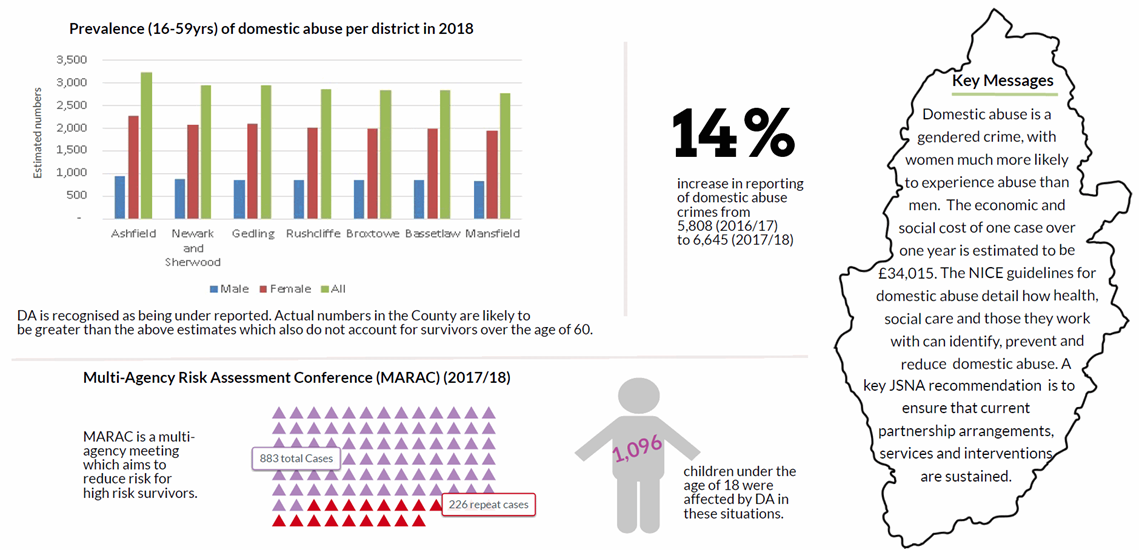 Prevalence (16-59yrs) of domestic abuse per district in 2018
Estimated numbers
3,500
3,000
2,500
2,000
1,500
1,000
500
-
Ashfield
Newark
and
Sherwood
Gedling
Rushcliffe
Broxtowe
Bassetlaw
Mansfield
Male
Female
All
DA is recognised as being under reported. Actual numbers in the County are likely to
be greater than the above estimates which also do not account for survivors over the age of 60.
14%
increase in reporting
of domestic abuse
crimes from
5,808 (2016/17)
to 6,645 (2017/18)
Multi-Agency Risk Assessment Conference (MARAC) (2017/18)
MARAC is a multi-
agency meeting
which aims to
reduce risk for
high risk survivors.
883 total Cases
226 repeat cases
1,096
children under the
age of 18 were
affected by DA in
these situations.
Key Messages
Domestic abuse is a
gendered crime, with
women much more likely
to experience abuse than
men. The economic and
social cost of one case over
one year is estimated to be
£34,015. The NICE guidelines for
domestic abuse detail how health,
social care and those they work
with can identify, prevent and
reduce domestic abuse. A
key JSNA recommendation is to
ensure that current
partnership arrangements,
services and interventions
are sustained.